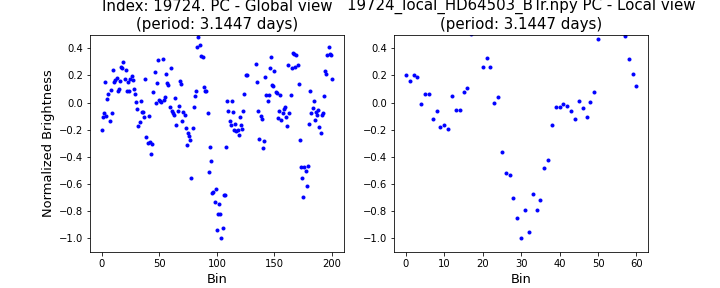 Index: 19724. PC - Global view
(period: 3.1447 days)
19724_local_HD64503_BTfr.npy PC - Local view
(period: 3.1447 days)
Normalized Brightness
0.4
0.2
0.0
−0.2
−0.4
−0.6
−0.8
−1.0
0 50 100 150 200
Bin
0.4
0.2
0.0
−0.2
−0.4
−0.6
−0.8
−1.0
0 10 20 30 40 50 60
Bin